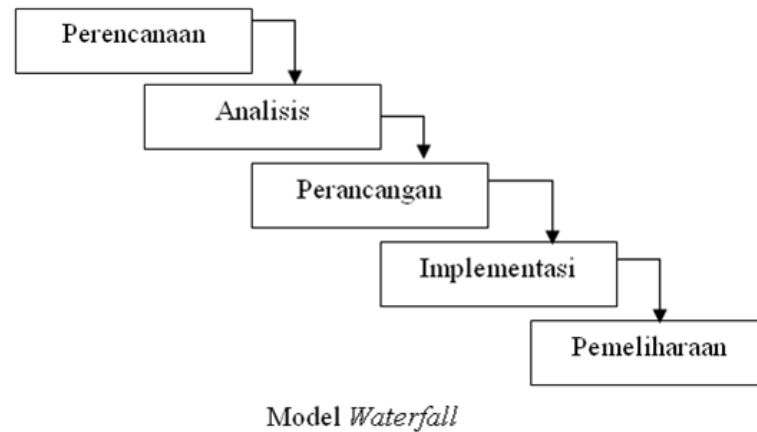 Perencanaan
Analisis
Perancangan
Implementasi
Pemeliharaan
Model Waterfall